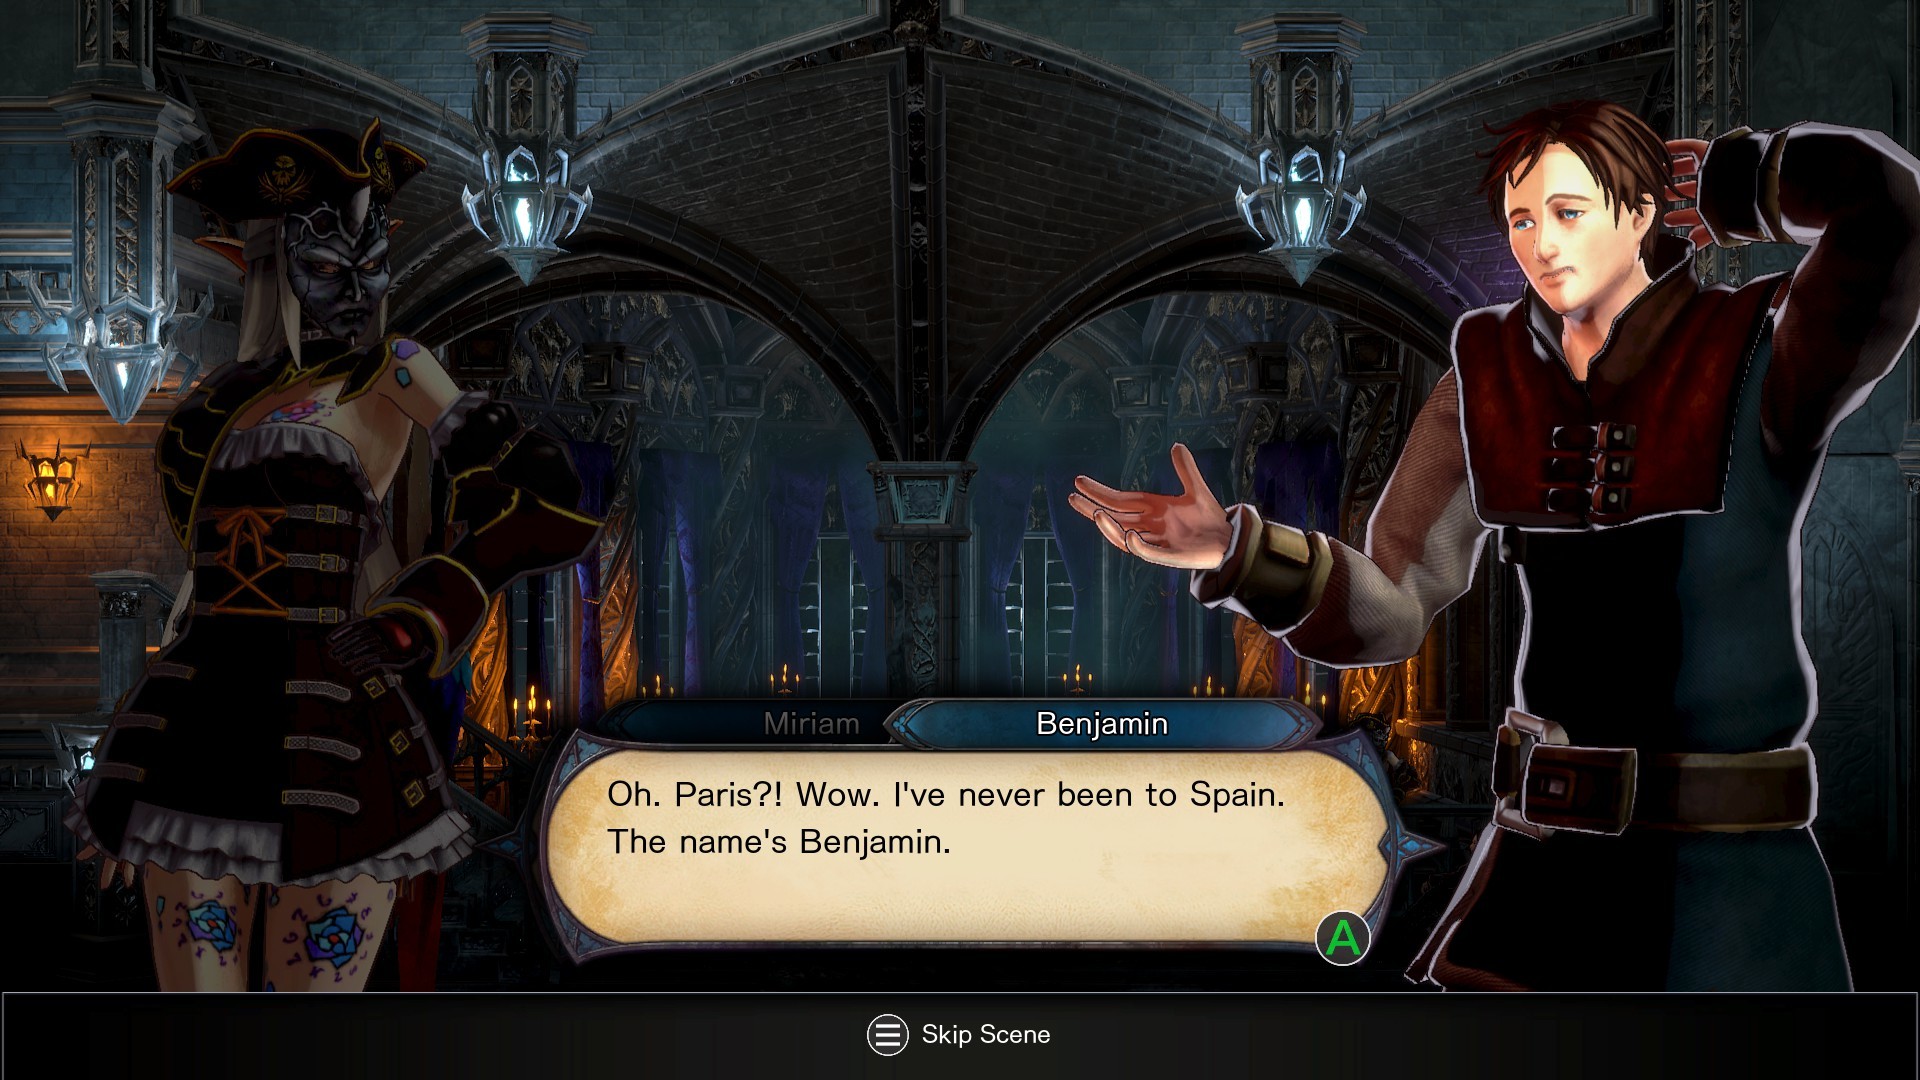 Miriam
Benjamin
Oh. Paris?! Wow. I've never been to Spain.
The name's Benjamin.
A
Skip Scene